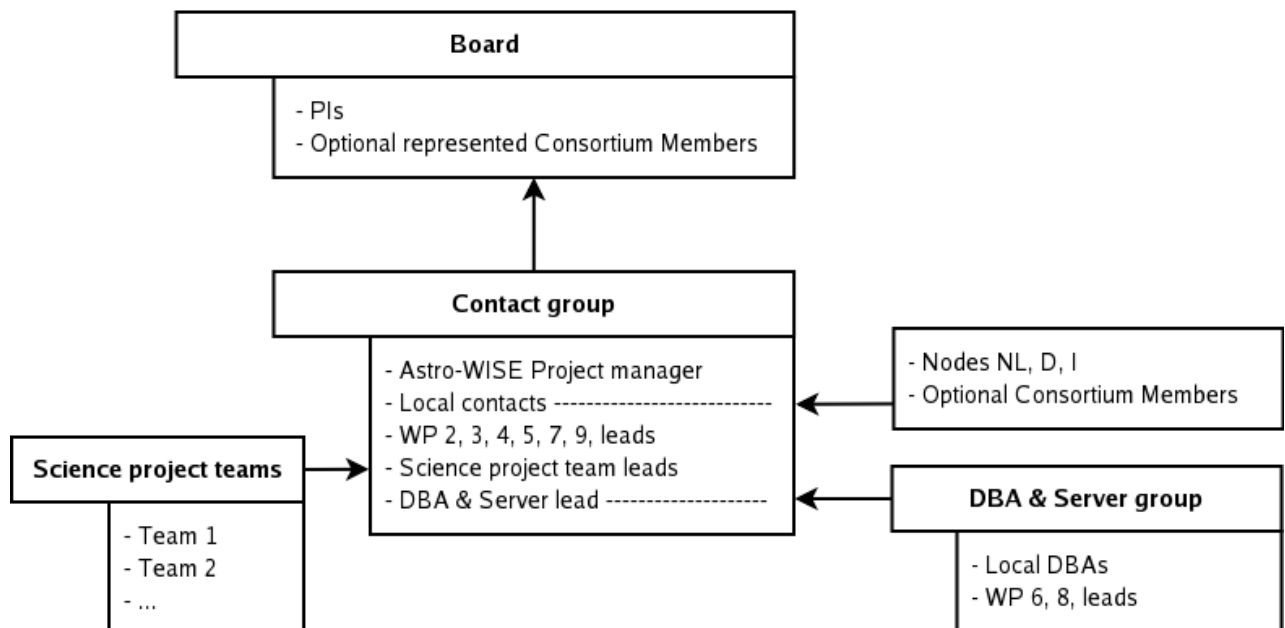 Board
- PIs
- Optional represented Consortium Members
Contact group
- Astro-WISE Project manager
- Local contacts ---------------------------
- WP 2, 3, 4, 5, 7, 9, leads
- Science project team leads
- DBA & Server lead --------------------
- Nodes NL, D, I
- Optional Consortium Members
Science project teams
- Team 1
- Team 2
- ...
DBA & Server group
- Local DBAs
- WP 6, 8, leads